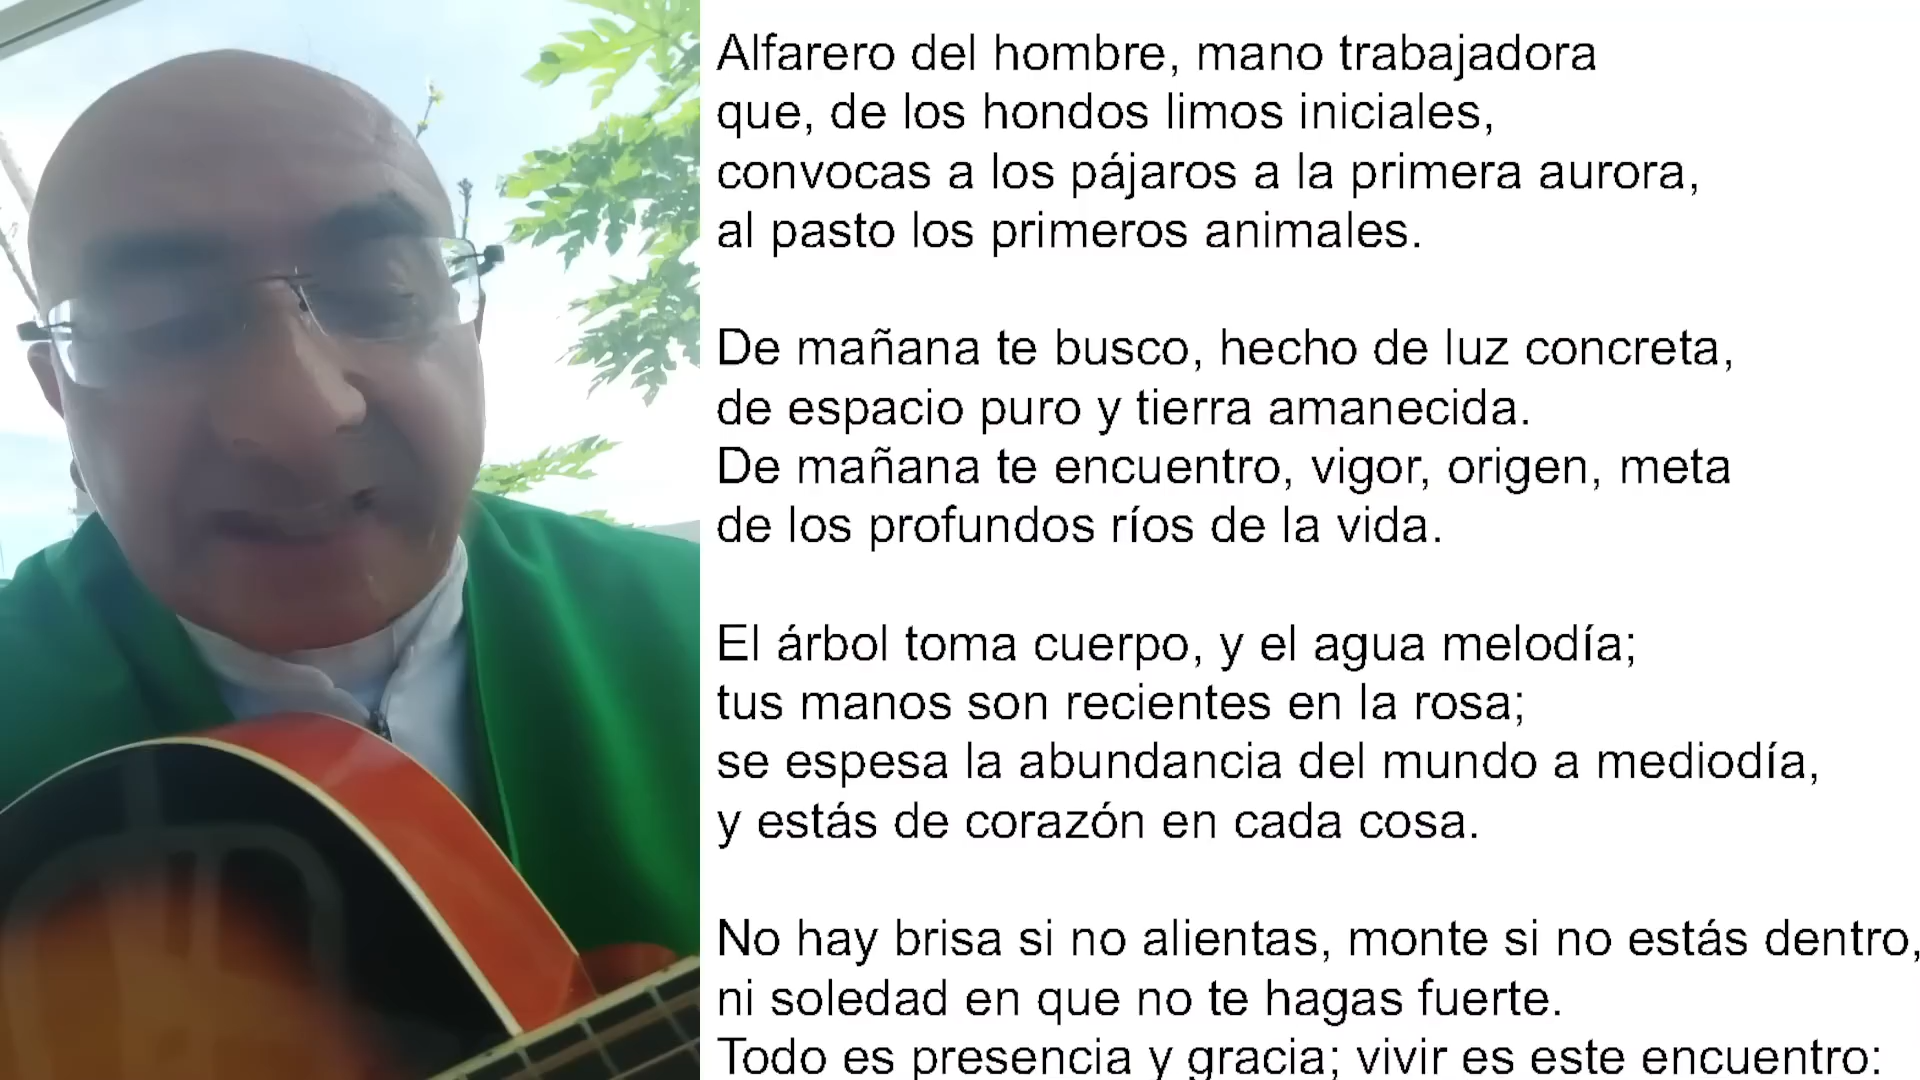 Alfarero del hombre, mano trabajadora
que, de los hondos limos iniciales,
convocas a los pájaros a la primera aurora,
al pasto los primeros animales.
De mañana te busco, hecho de luz concreta,
de espacio puro y tierra amanecida.
De mañana te encuentro, vigor, origen, meta
de los profundos ríos de la vida.
El árbol toma cuerpo, y el agua melodía;
tus manos son recientes en la rosa;
se espesa la abundancia del mundo a mediodía,
y estás de corazón en cada cosa.
No hay brisa si no alientas, monte si no estás dentro,
ni soledad en que no te hagas fuerte.
Todo es presencia y gracia; vivir es este encuentro: